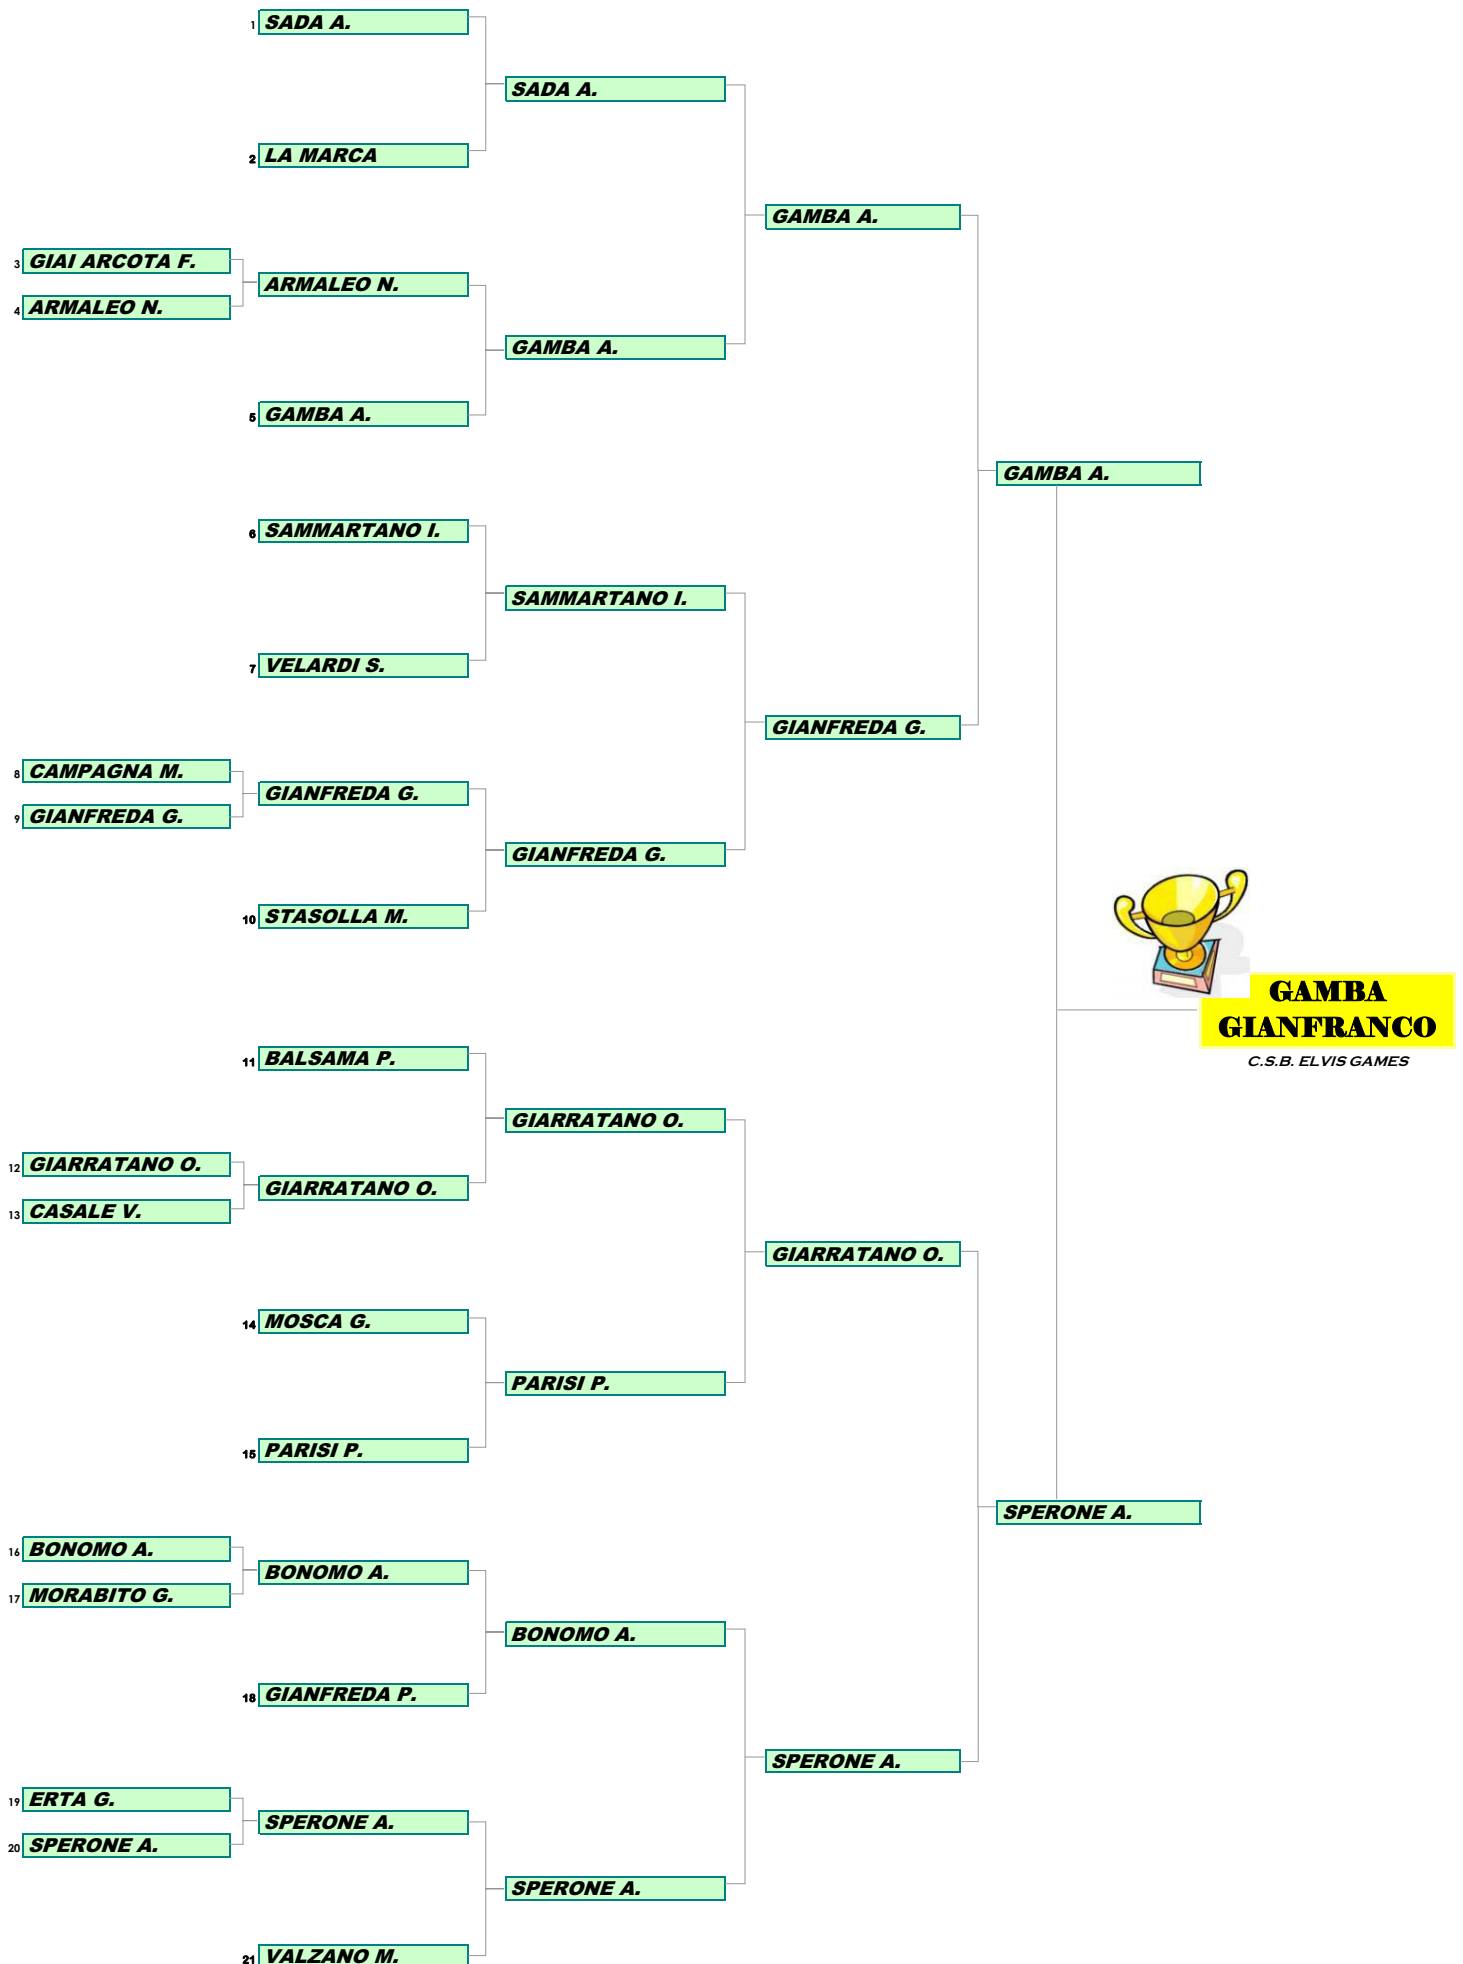 1 SADA A.
SADA A.
2 LA MARCA
GAMBA A.
3 GIAI ARCOTA F.
ARMALEO N.
4 ARMALEO N.
GAMBA A.
5 GAMBA A.
GAMBA A.
6 SAMMARTANO I.
SAMMARTANO I.
7 VELARDI S.
GIANFREDA G.
8 CAMPAGNA M.
GIANFREDA G.
9 GIANFREDA G.
GIANFREDA G.
10 STASOLLA M.
GAMBA
GIANFRANCO
C.S.B. ELVIS GAMES
11 BALSAMA P.
GIARRATANO O.
12 GIARRATANO O.
GIARRATANO O.
13 CASALE V.
GIARRATANO O.
14 MOSCA G.
PARISI P.
15 PARISI P.
SPERONE A.
16 BONOMO A.
BONOMO A.
17 MORABITO G.
BONOMO A.
18 GIANFREDA P.
SPERONE A.
19 ERTA G.
SPERONE A.
20 SPERONE A.
SPERONE A.
21 VALZANO M.